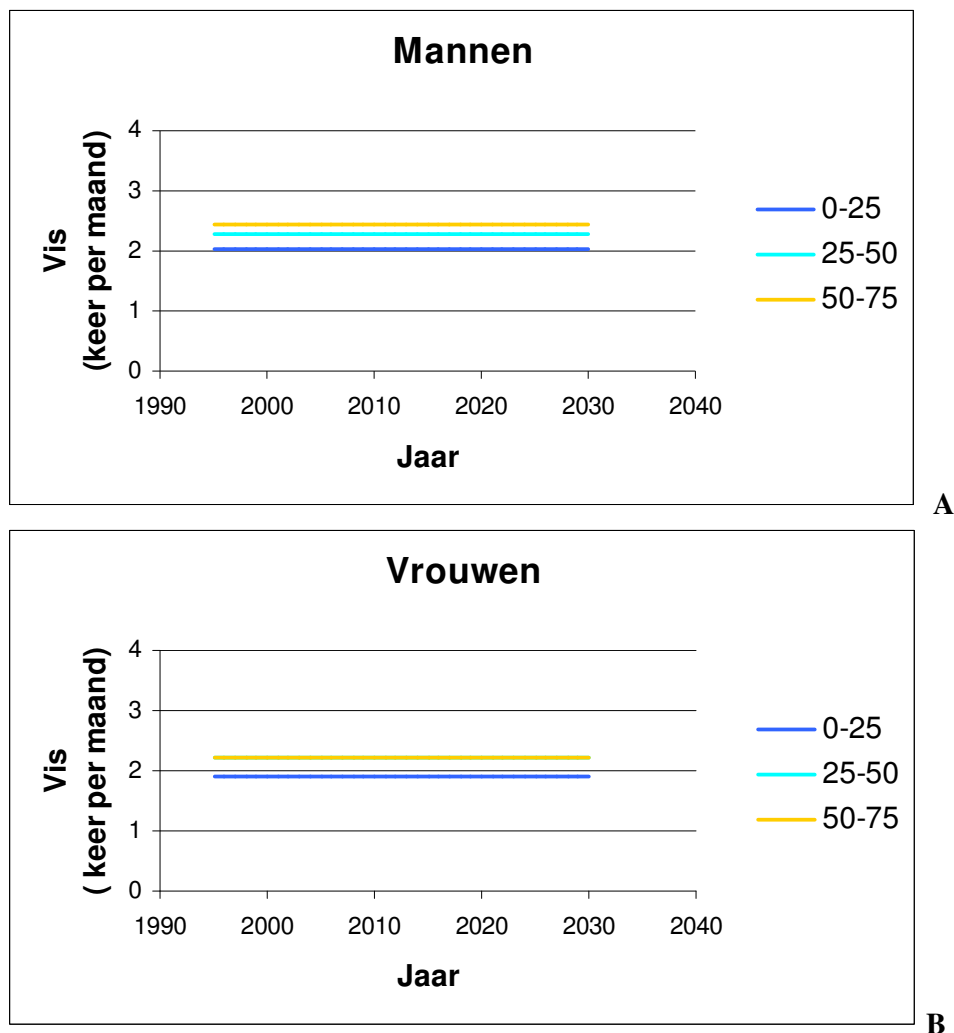 Mannen
4
3
2
1
0
Vis
(keer per maand)
1990 2000 2010 2020 2030 2040
Jaar
0-25
25-50
50-75
A
Vrouwen
4
3
2
1
0
Vis
( keer per maand)
1990 2000 2010 2020 2030 2040
Jaar
0-25
25-50
50-75
B